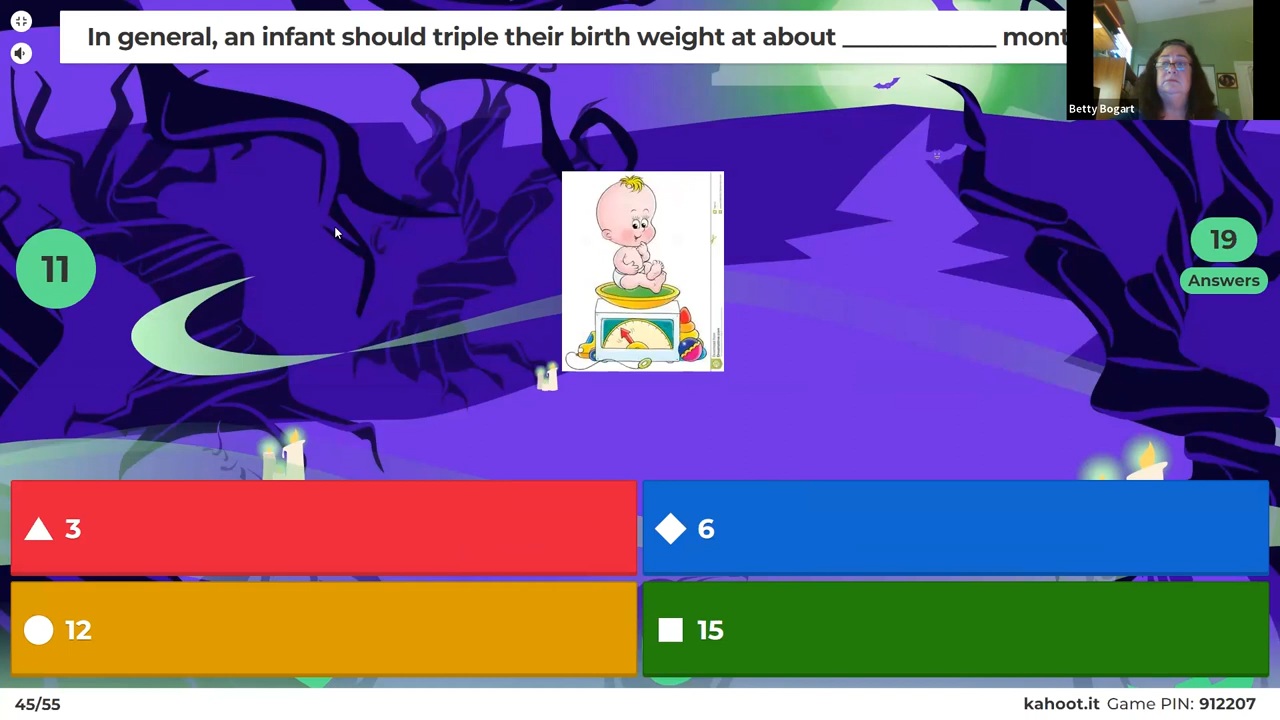 In general, an infant should triple their birth weight at about ____________ mont
Betty Bogart
11
19
Answers
3
6
12
15
45/55
kahoot.it Game PIN: 912207